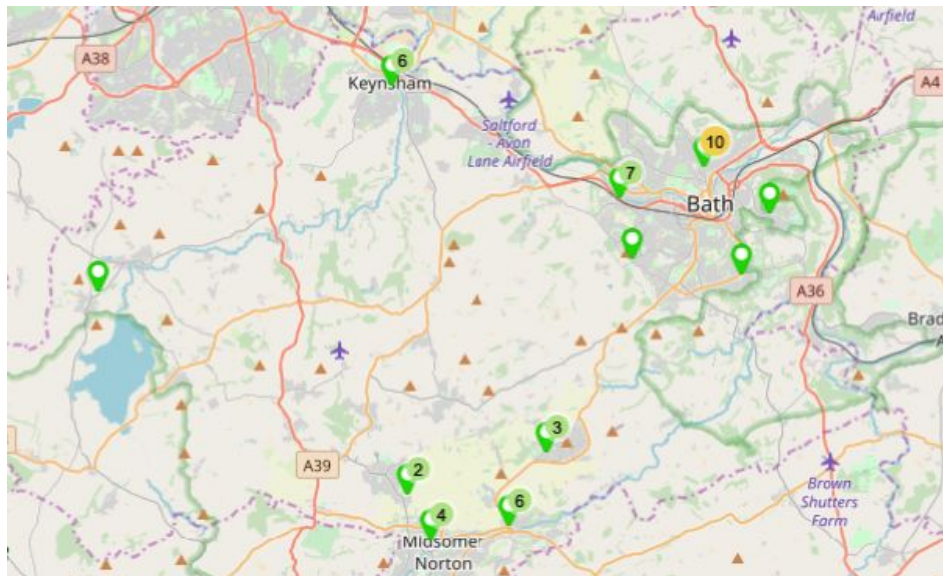 Airfield
A38
6
Keynsham
A4
Saltford
- Avon
Lane Airfield
10
7
Bath
A36
Brad
A
3
A39
2
6
4
Midsomer
Norton
Brown
Shutters
Farm